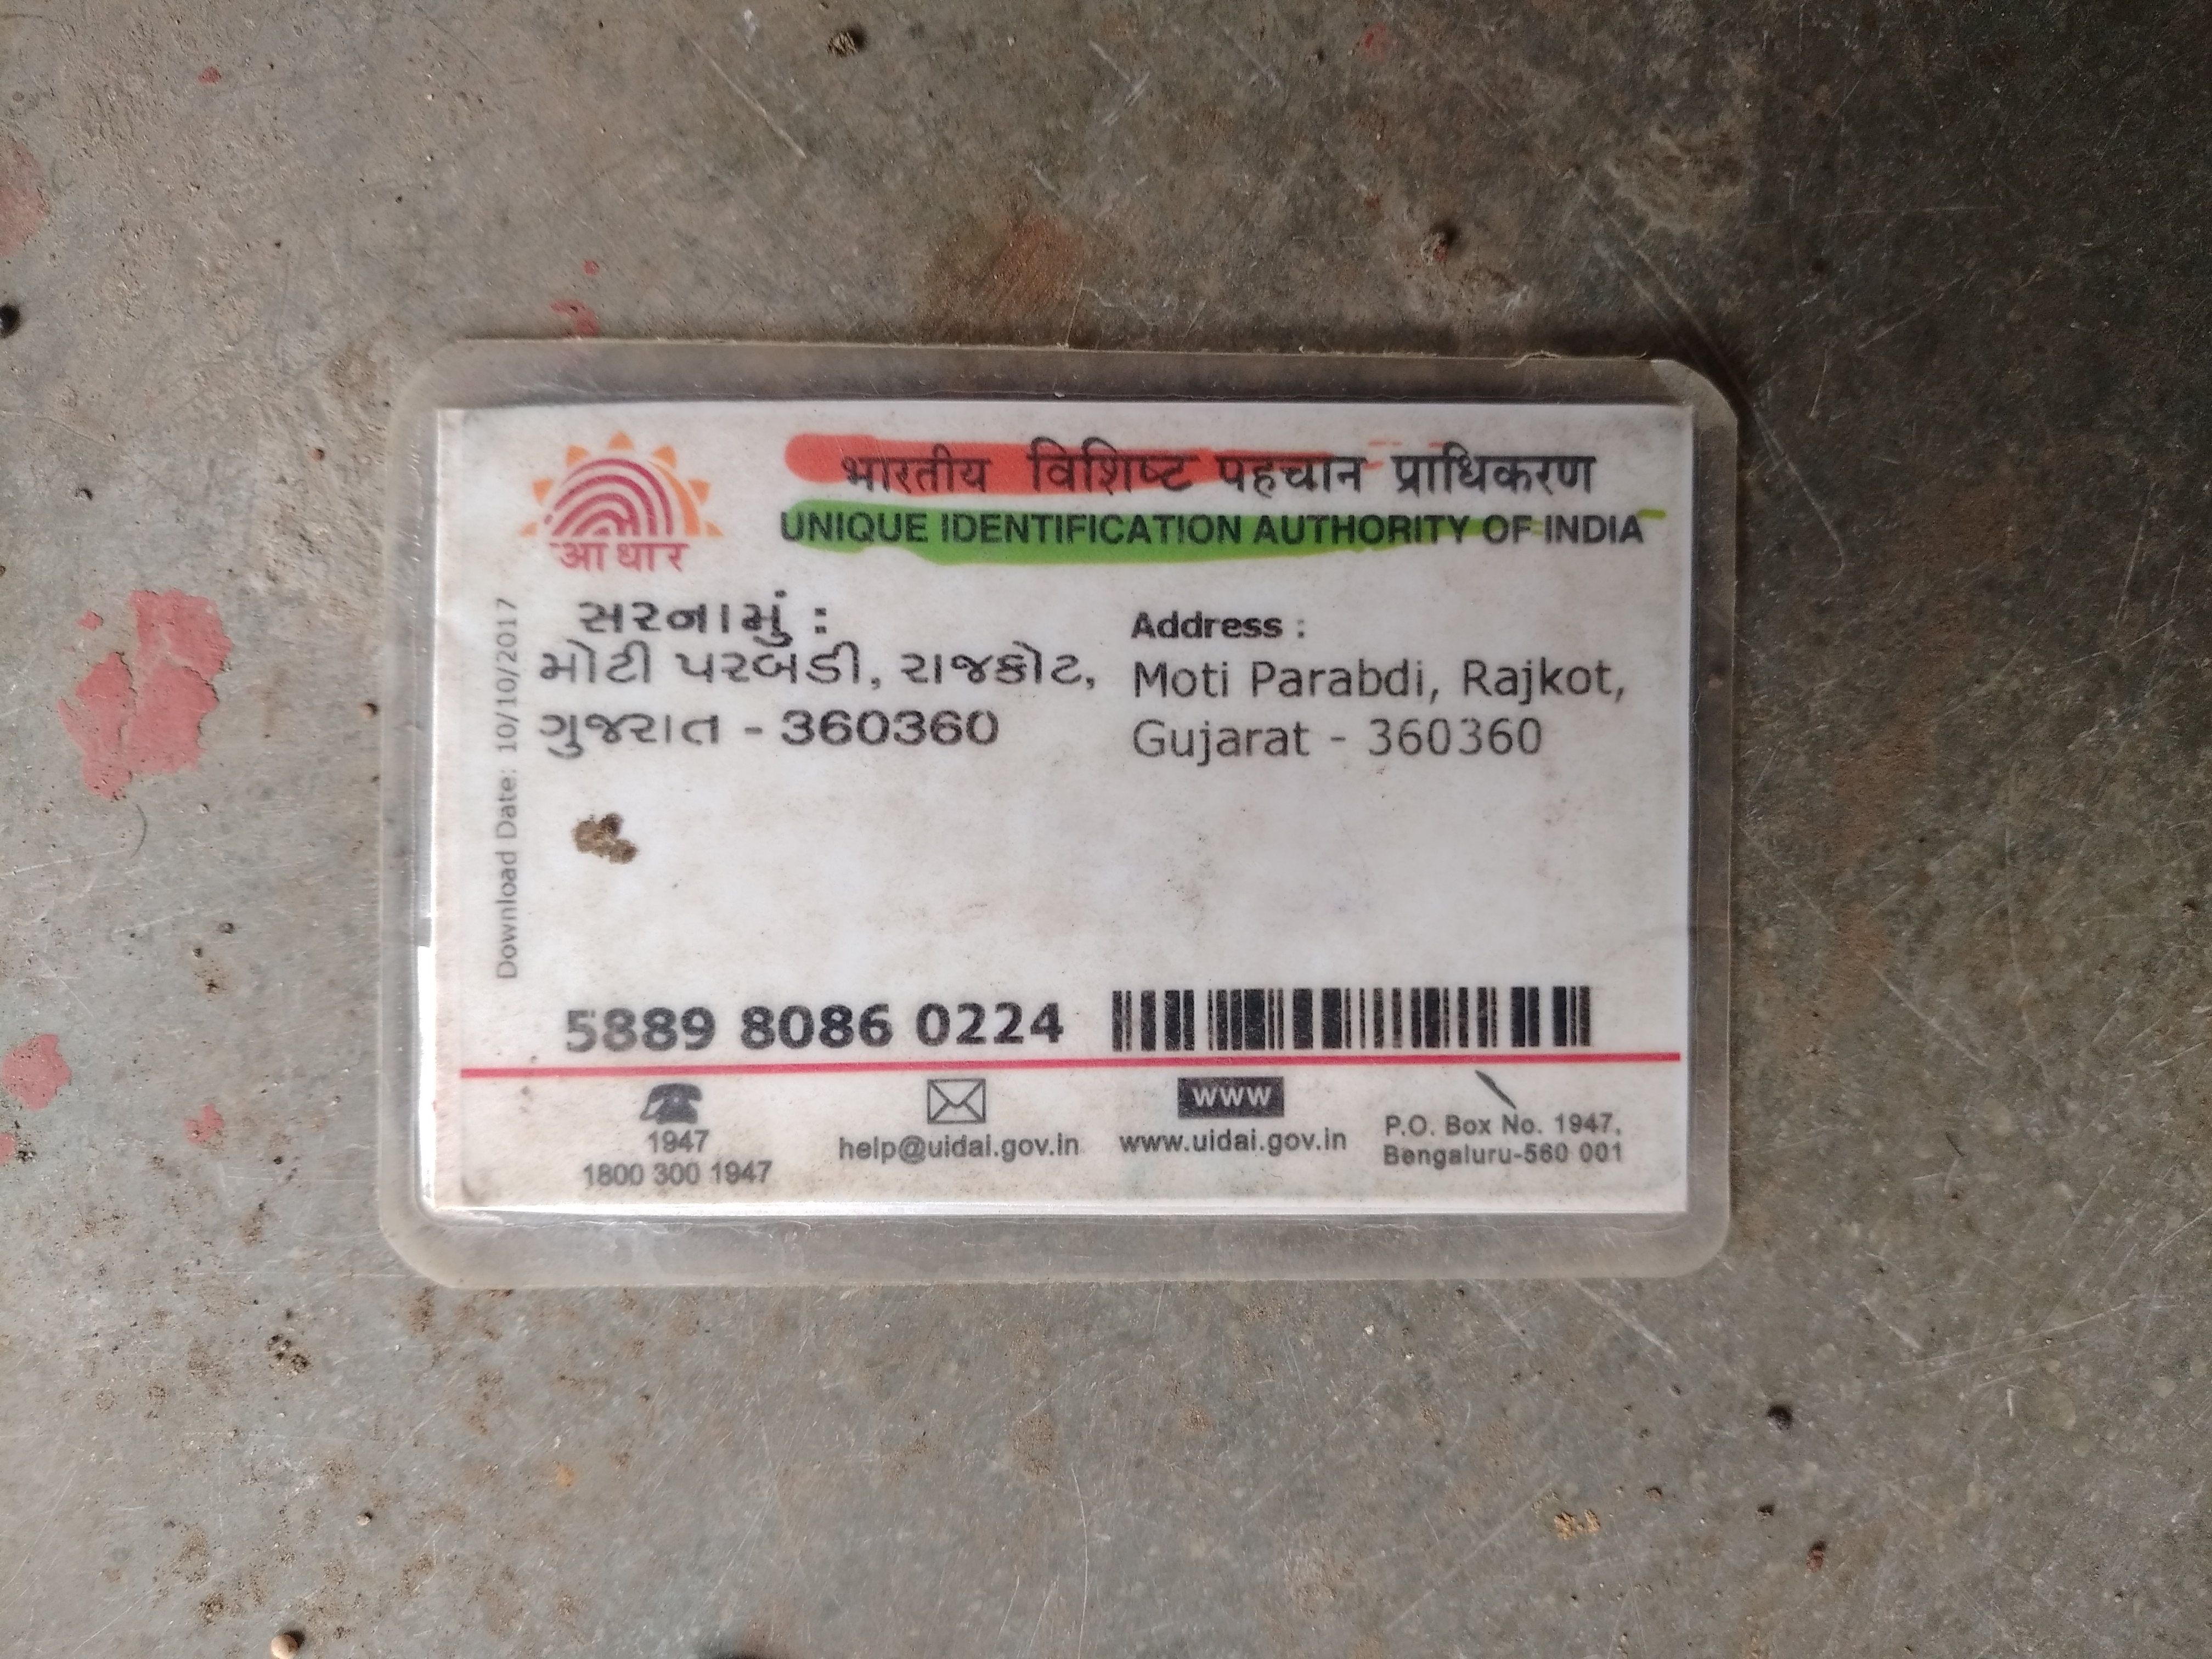 भारतीय विशिष्ट पहचान प्राधिकरण
UNIQUE IDENTIFICATION AUTHORITY OF INDIA
आधार
Download Date: 10/10/2017
સરનામું :
મોટી પરબડી, રાજકોટ,
ગુજરાત - 360360
Address :
Moti Parabdi, Rajkot,
Gujarat - 360360
5889 8086 0224
1947
1800 300 1947
help@uidai.gov.in
www
www.uidai.gov.in
P.O. Box No. 1947,
Bengaluru-560 001